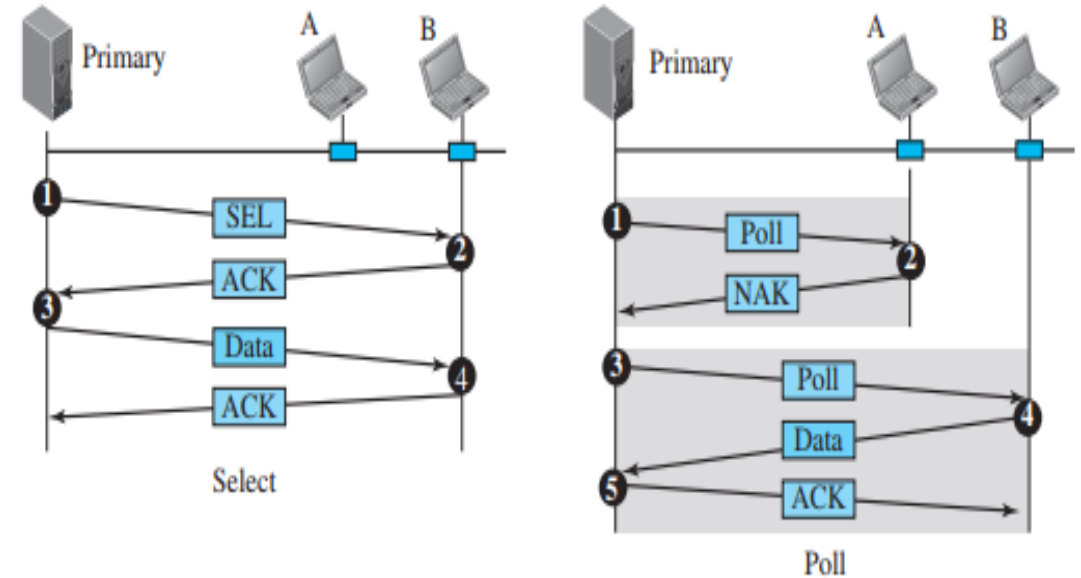 Primary
A
B
1
SEL
2
ACK
3
Data
4
ACK
Select
Primary
A
B
1
Poll
2
NAK
3
Poll
4
Data
5
ACK
Poll